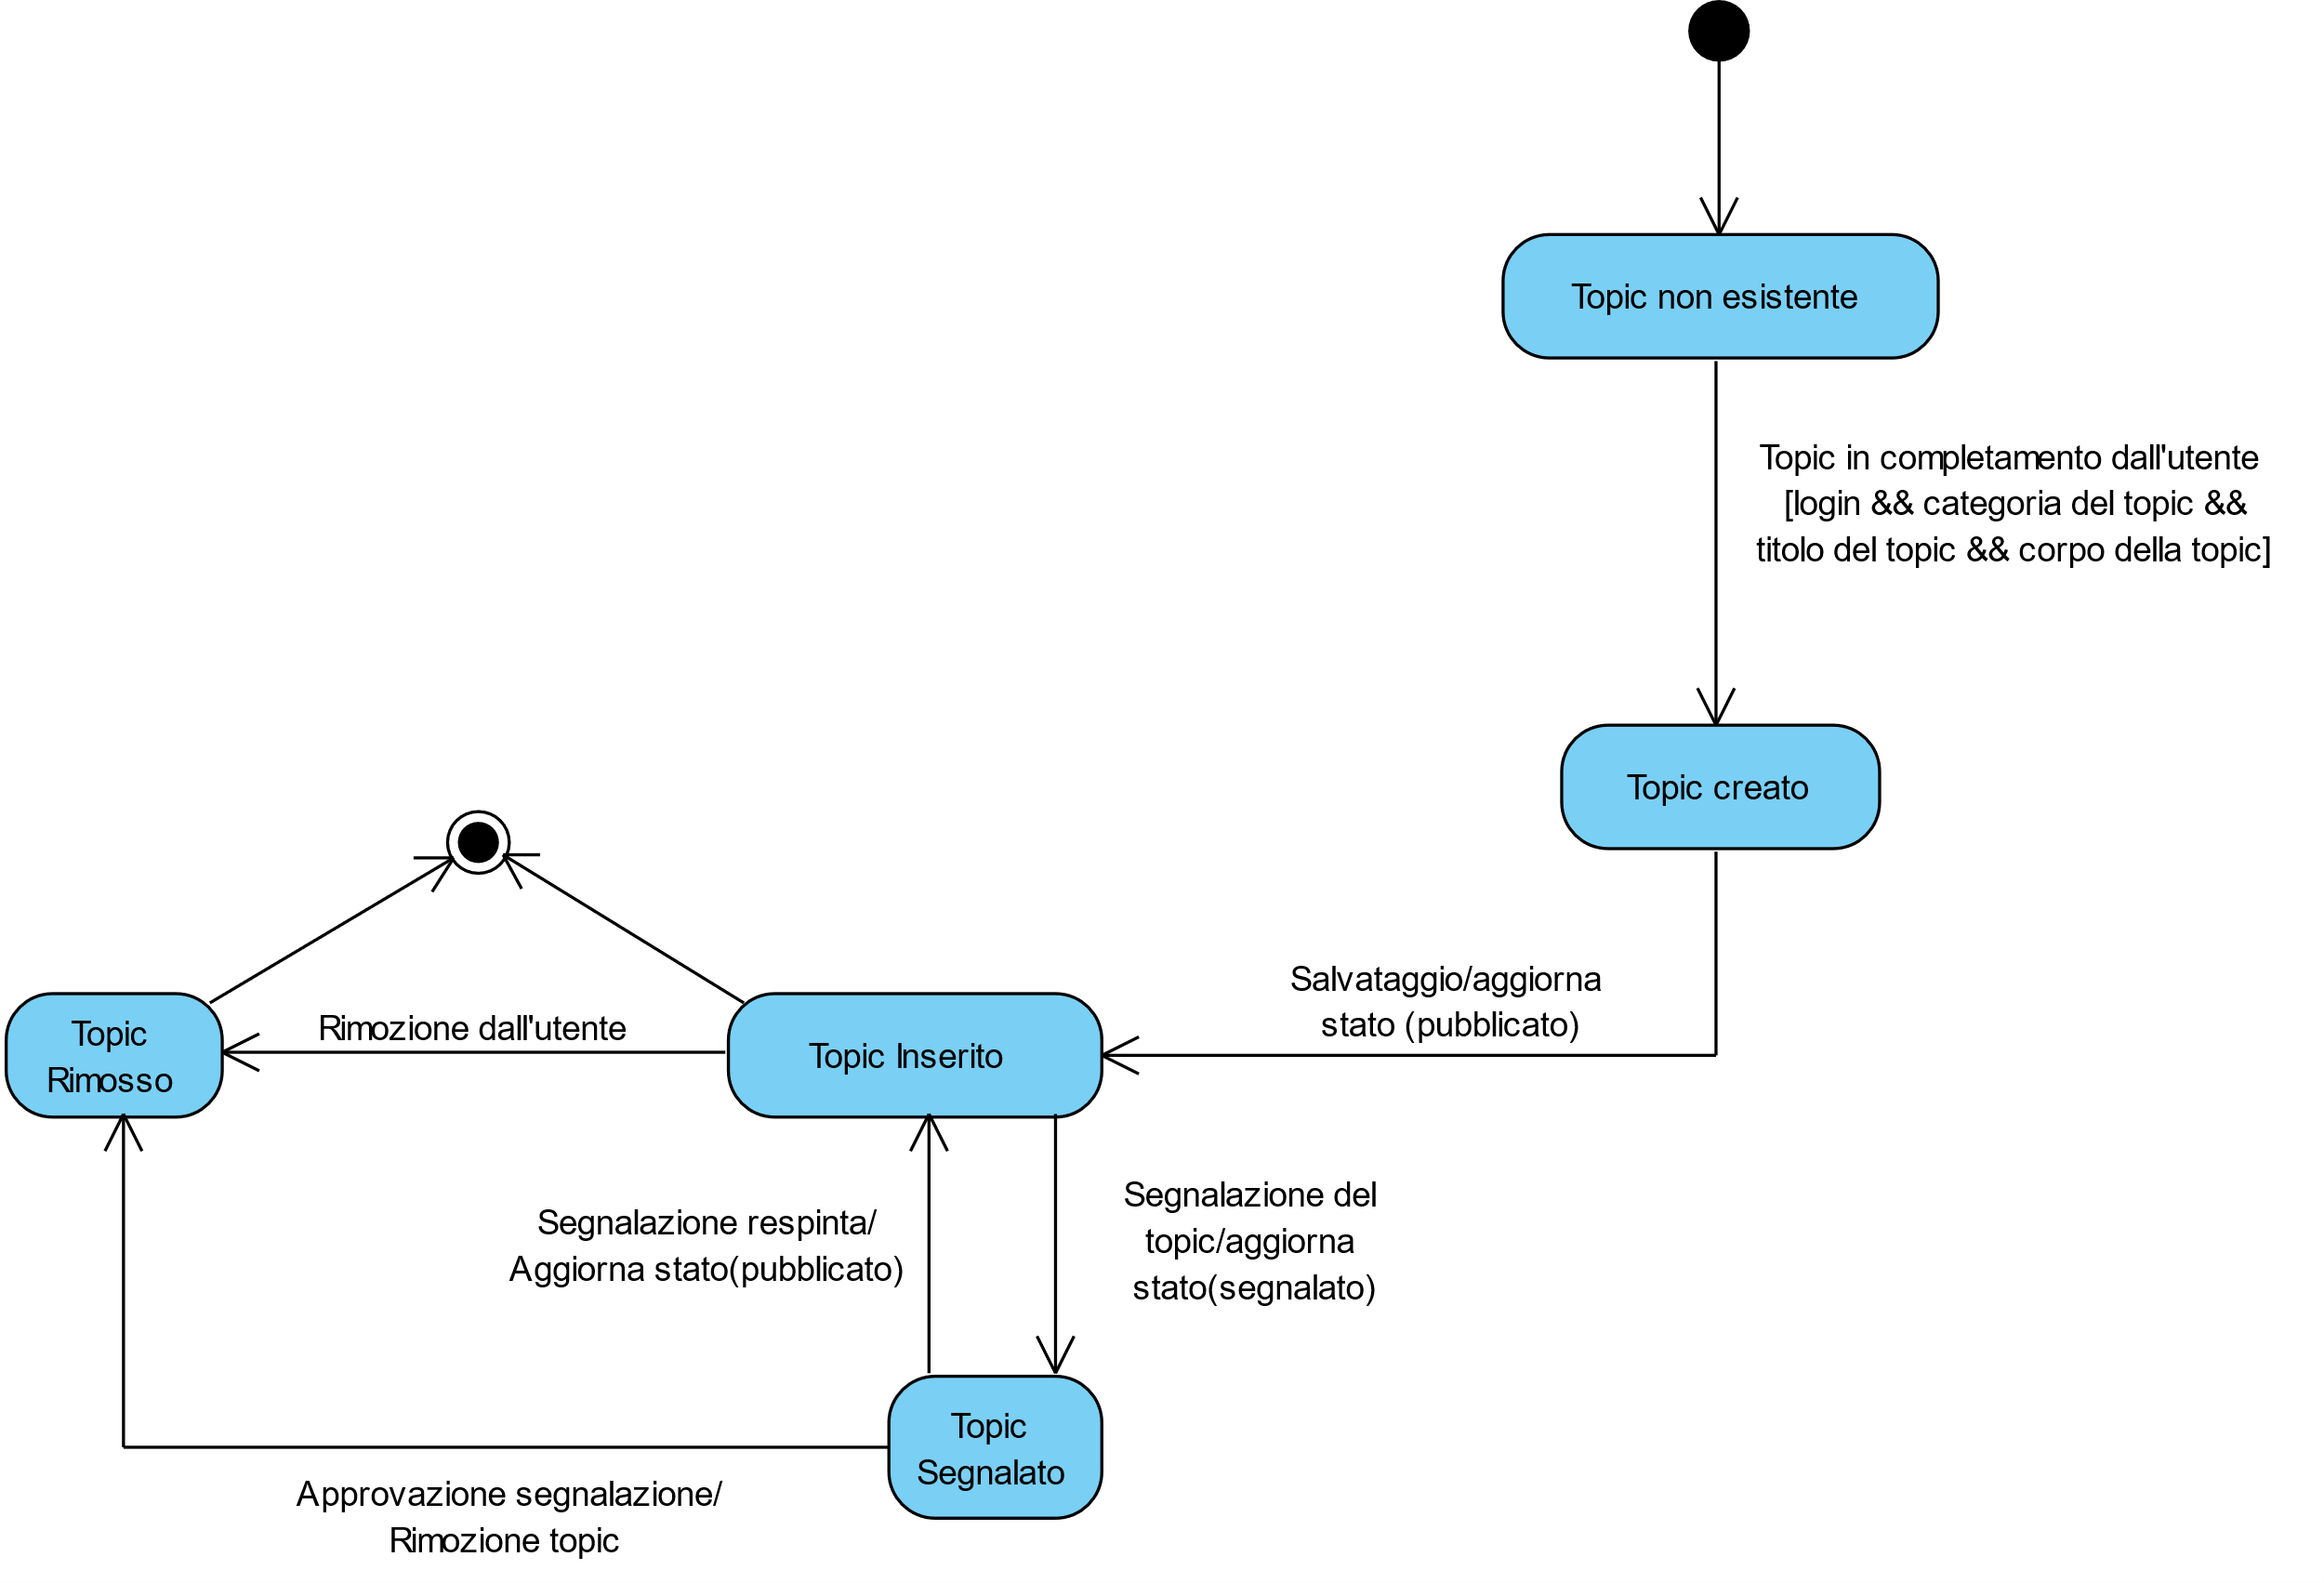 Topic non esistente
Topic in completamento dall'utente
[login && categoria del topic &&
titolo del topic && corpo della topic]
Topic creato
Salvataggio/aggiorna
stato (pubblicato)
Topic Inserito
Rimozione dall'utente
Topic
Rimosso
Segnalazione del
topic/aggiorna
stato(segnalato)
Segnalazione respinta/
Aggiorna stato(pubblicato)
Topic
Segnalato
Approvazione segnalazione/
Rimozione topic